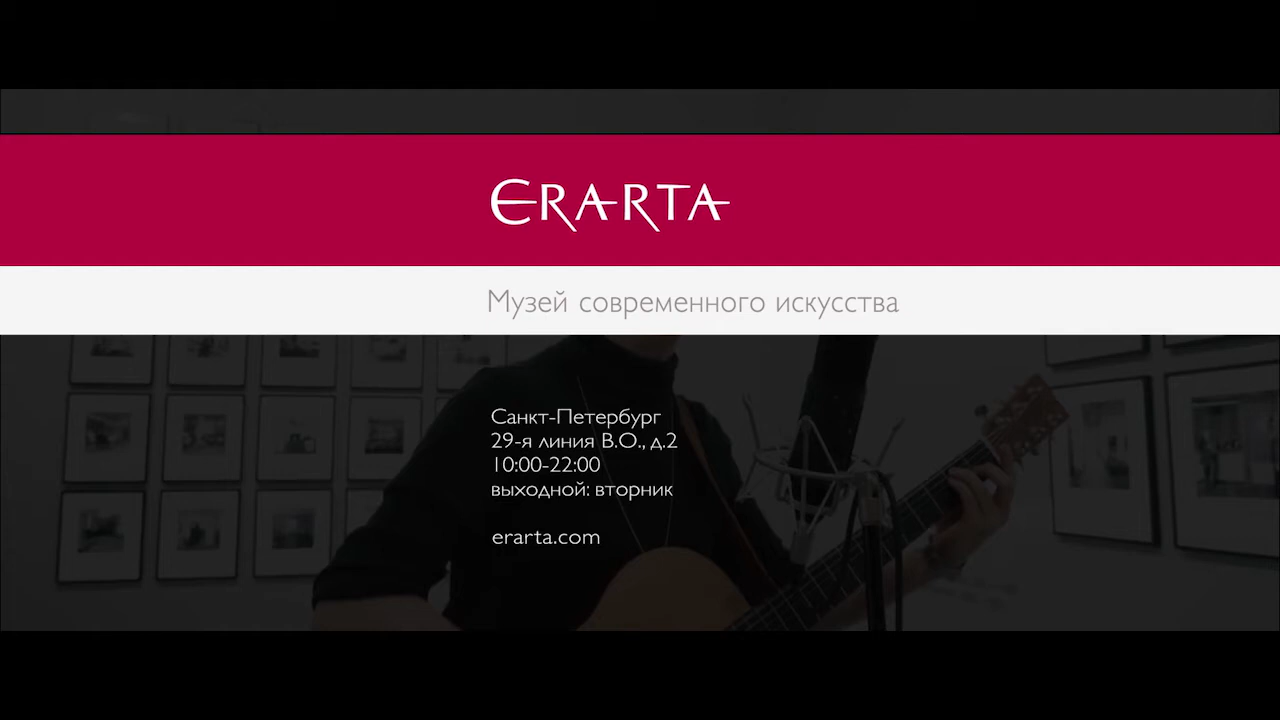 ERARTA
Музей современного искусства
Санкт-Петербург
29-я линия В.О., д.2
10:00-22:00
выходной: вторник
erarta.com